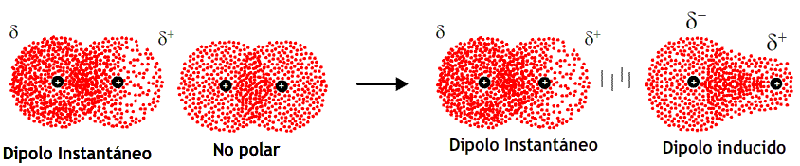 δ δ⁺
Dipolo Instantáneo
No polar
δ δ⁺
Dipolo Instantáneo
δ⁻ δ⁺
Dipolo inducido